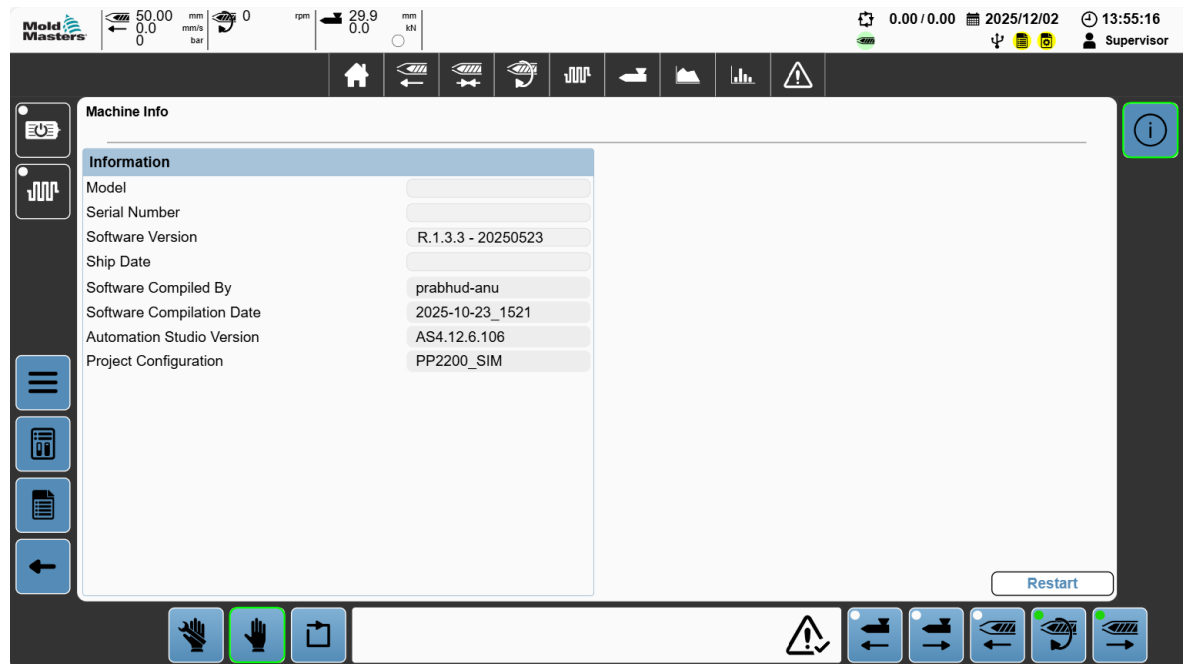 Mold
Masters
50.00 mm
0.0 mm/s
0 bar
0 rpm
29.9 mm
0.0 kN
0.00 / 0.00 2025/12/02 13:55:16
Supervisor
Machine Info
Information
Model
Serial Number
Software Version R.1.3.3 - 20250523
Ship Date
Software Compiled By prabhud-anu
Software Compilation Date 2025-10-23_1521
Automation Studio Version AS4.12.6.106
Project Configuration PP2200_SIM
Restart